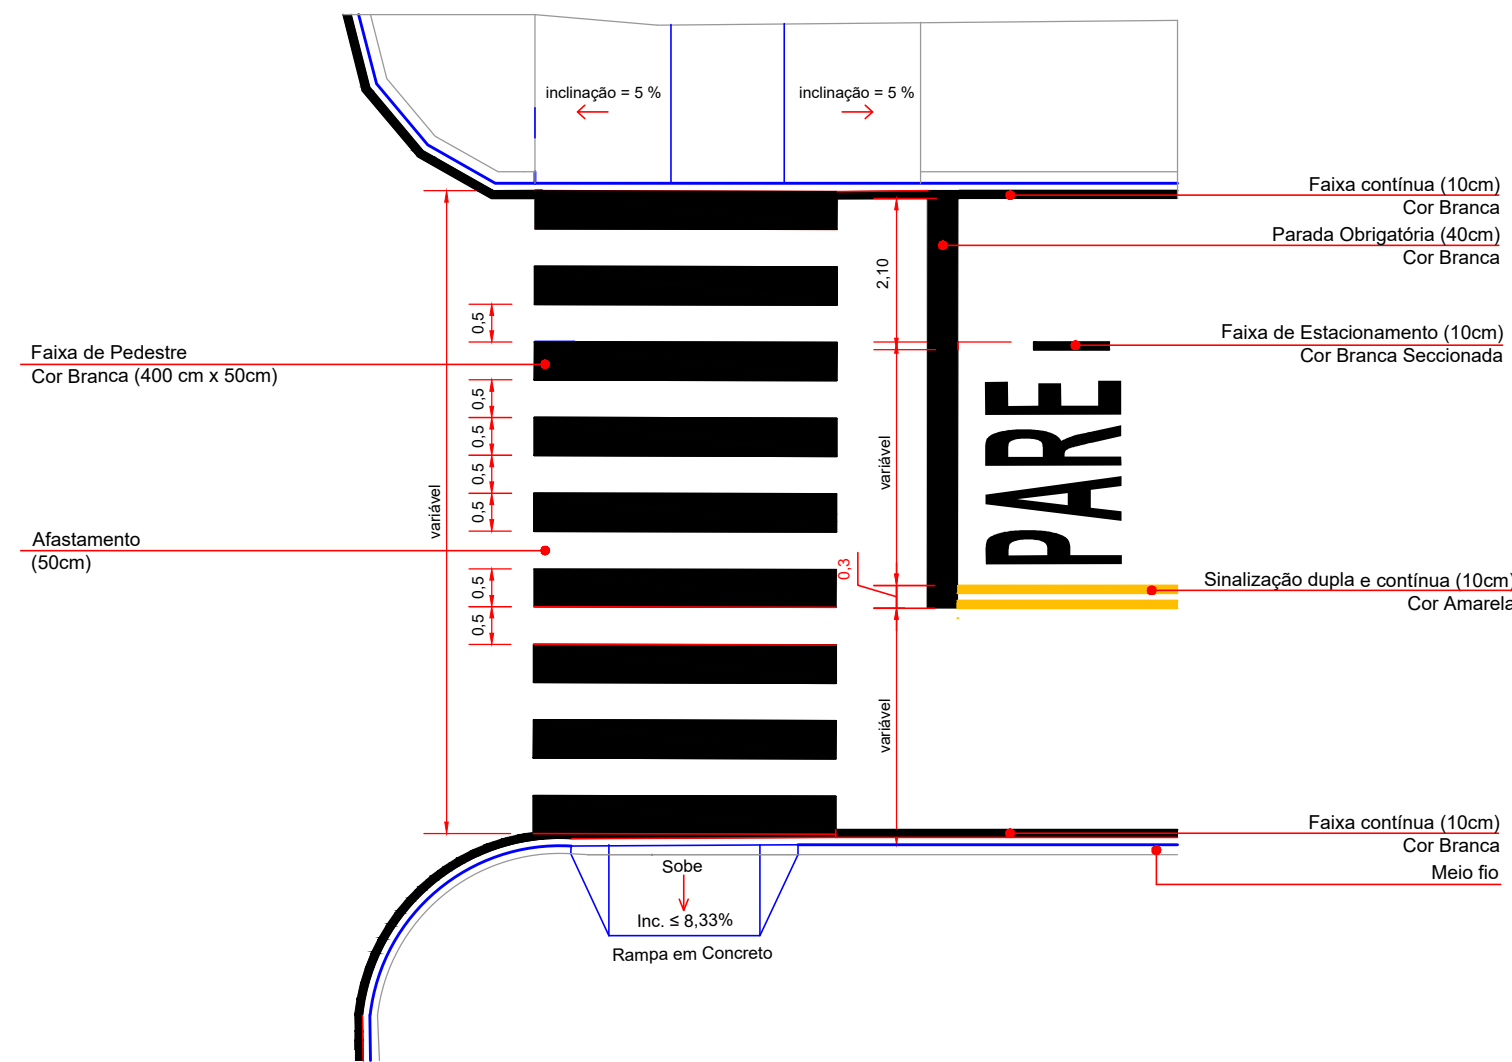 inclinação = 5 %
inclinação = 5 %
Faixa contínua (10cm)
Cor Branca
Parada Obrigatória (40cm)
Cor Branca
2,10
0,5
Faixa de Estacionamento (10cm)
Cor Branca Seccionada
Faixa de Pedestre
Cor Branca (400 cm x 50cm)
0,5
0,5
0,5
0,5
variável
variável
PARE
Afastamento
(50cm)
0,3
0,5
0,5
Sinalização dupla e contínua (10cm)
Cor Amarela
variável
Faixa contínua (10cm)
Cor Branca
Meio fio
Sobe
Inc. ≤ 8,33%
Rampa em Concreto